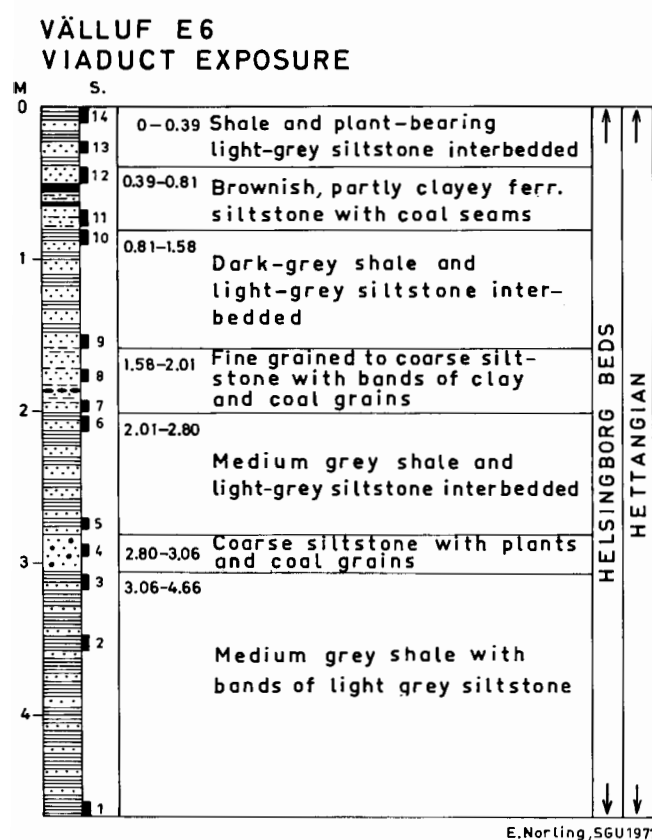 VÄLLUF E6
VIADUCT EXPOSURE
M S.
0
14
0–0.39 Shale and plant-bearing
13
light-grey siltstone interbedded
12
0.39–0.81 Brownish, partly clayey ferr.
11
siltstone with coal seams
10
0.81–1.58
1
Dark-grey shale and
light-grey siltstone inter-
bedded
9
1.58–2.01 Fine grained to coarse silt-
8
stone with bands of clay
7
and coal grains
2
6
2.01–2.80
Medium grey shale and
light-grey siltstone interbedded
5
4
2.80–3.06 Coarse siltstone with plants
and coal grains
3
3
3.06–4.66
2
Medium grey shale with
bands of light grey siltstone
4
1
HELSINGBORG BEDS
HETTANGIAN
E.Norling,SGU197